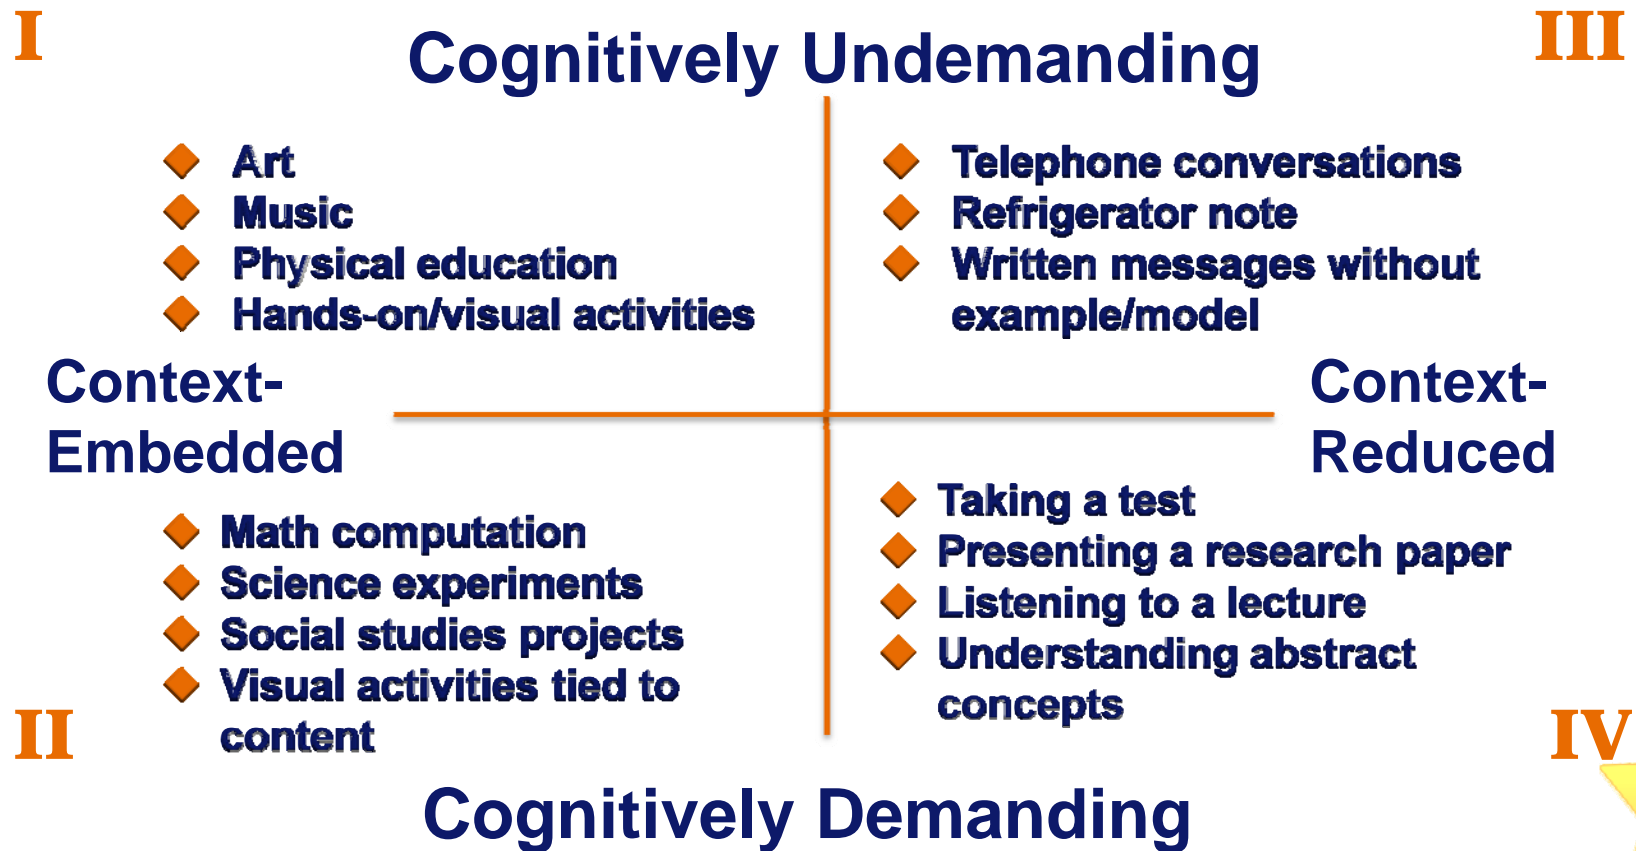 I
III
Cognitively Undemanding
Art
Music
Physical education
Hands-on/visual activities
Telephone conversations
Refrigerator note
Written messages without
example/model
Context-
Embedded
Context-
Reduced
Math computation
Science experiments
Social studies projects
Visual activities tied to
content
Taking a test
Presenting a research paper
Listening to a lecture
Understanding abstract
concepts
II
IV
Cognitively Demanding